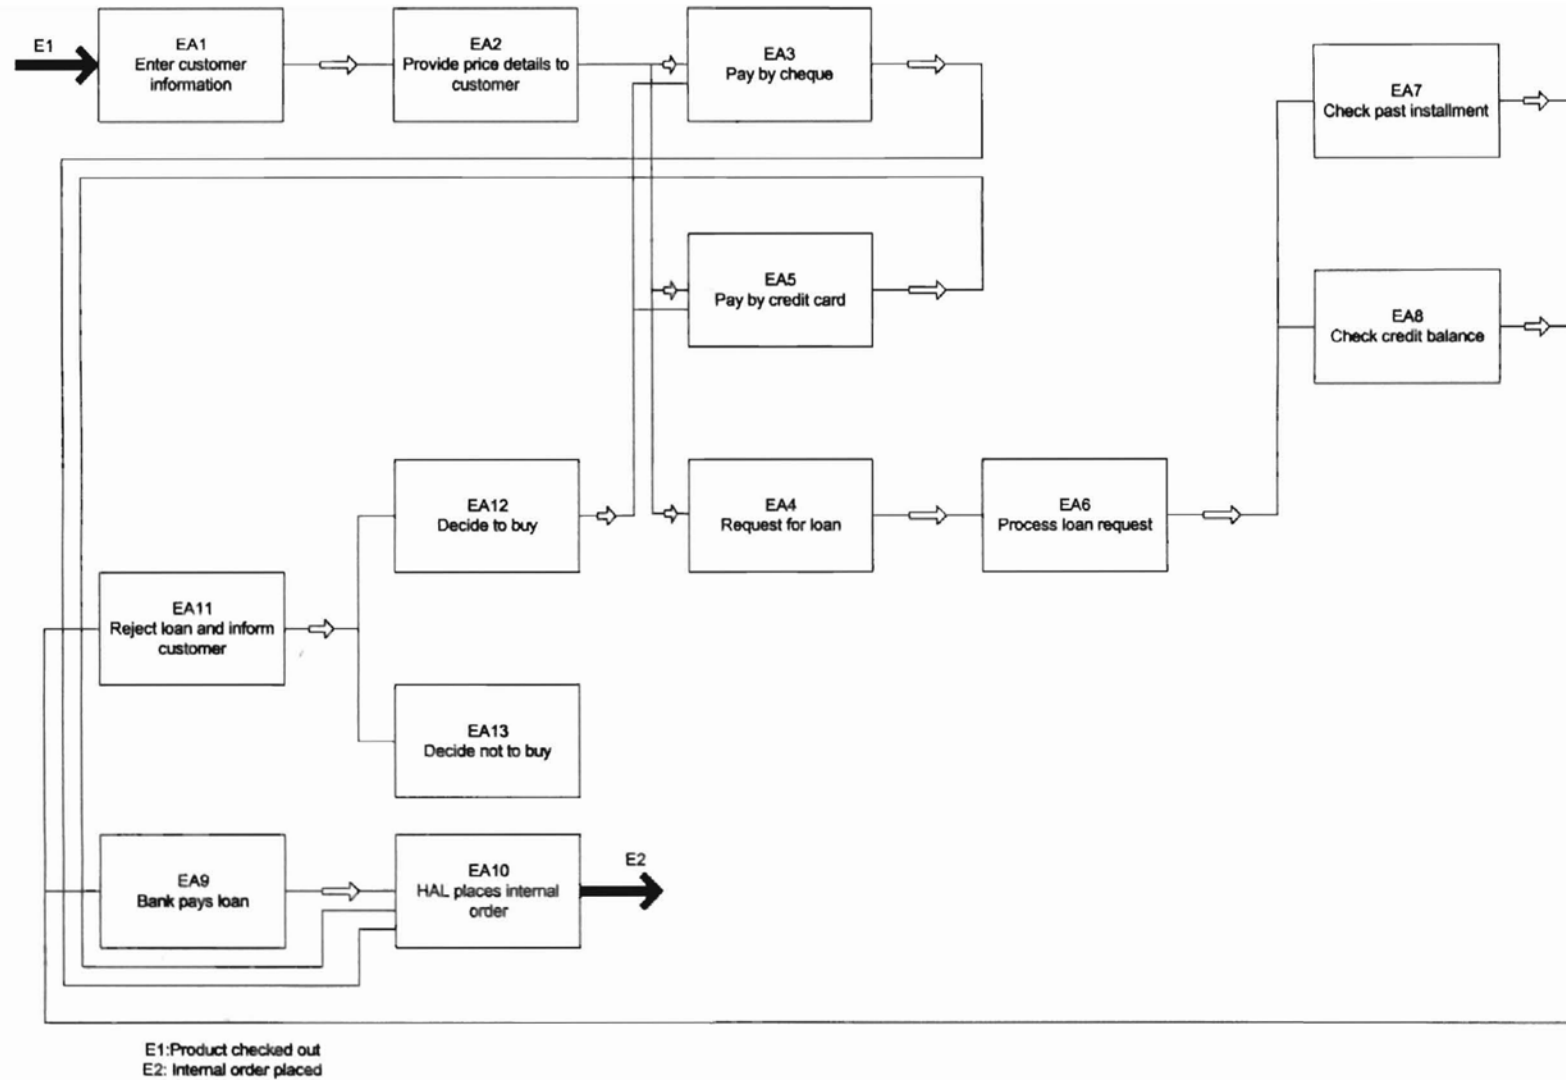 E1
EA1
Enter customer
information
EA2
Provide price details to
customer
EA3
Pay by cheque
EA7
Check past installment
EA5
Pay by credit card
EA8
Check credit balance
EA12
Decide to buy
EA4
Request for loan
EA6
Process loan request
EA11
Reject loan and inform
customer
EA13
Decide not to buy
EA9
Bank pays loan
EA10
HAL places internal
order
E2
E1:Product checked out
E2: Internal order placed